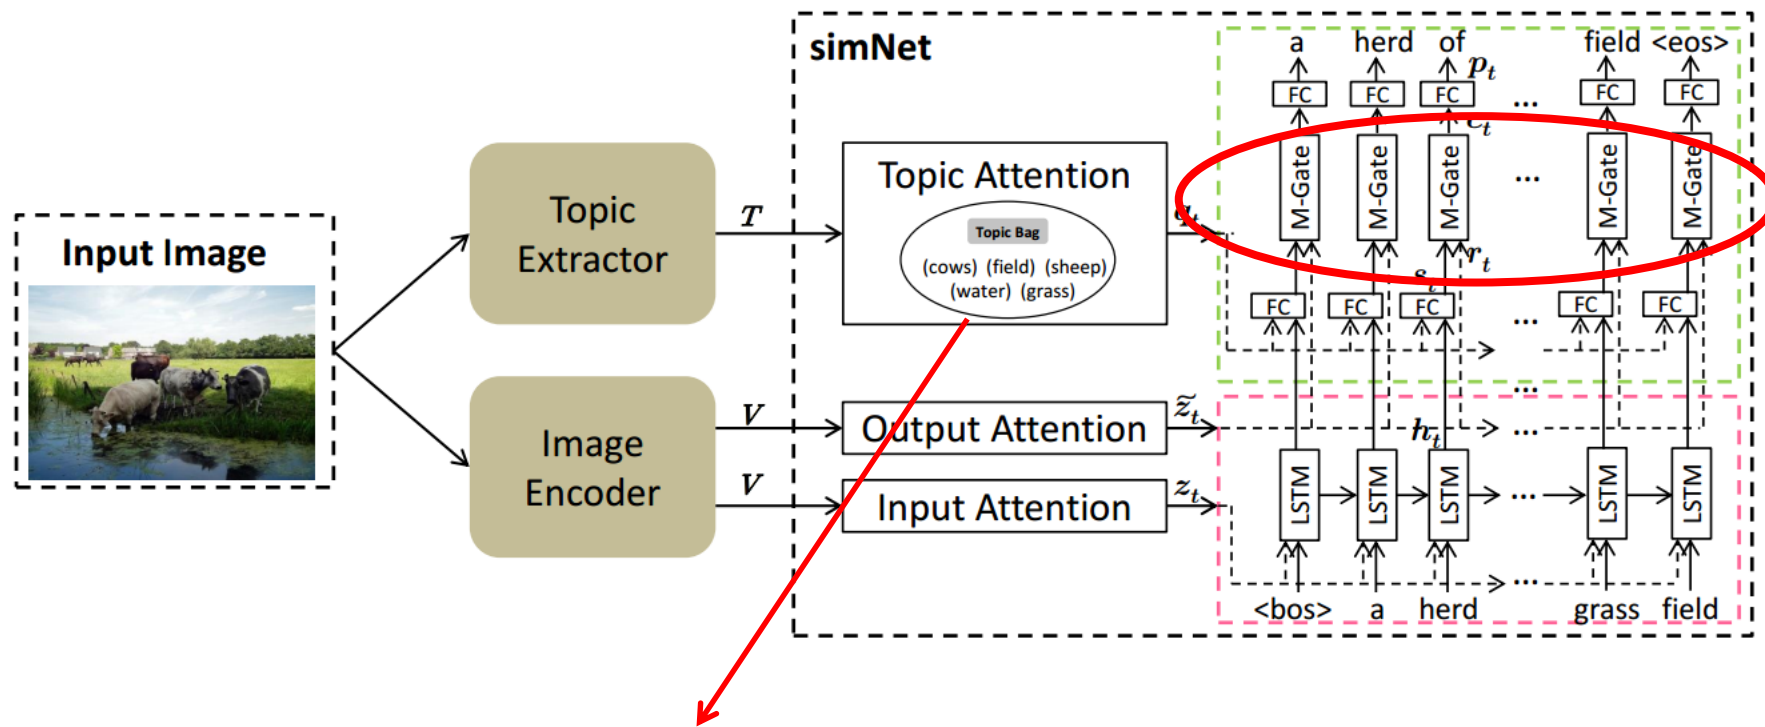 simNet
a herd of field <eos>
p_t
FC FC FC ... FC FC
c_t
M-Gate M-Gate M-Gate ... M-Gate M-Gate
Topic Attention
Topic Bag
(cows) (field) (sheep)
(water) (grass)
Topic
Extractor
T
q_t
r_t
s_t
FC FC FC ... FC FC
Input Image
Image
Encoder
V
Output Attention
z̃_t
...
...
h_t
V
Input Attention
z_t
LSTM LSTM LSTM ... LSTM LSTM
...
<bos> a herd grass field